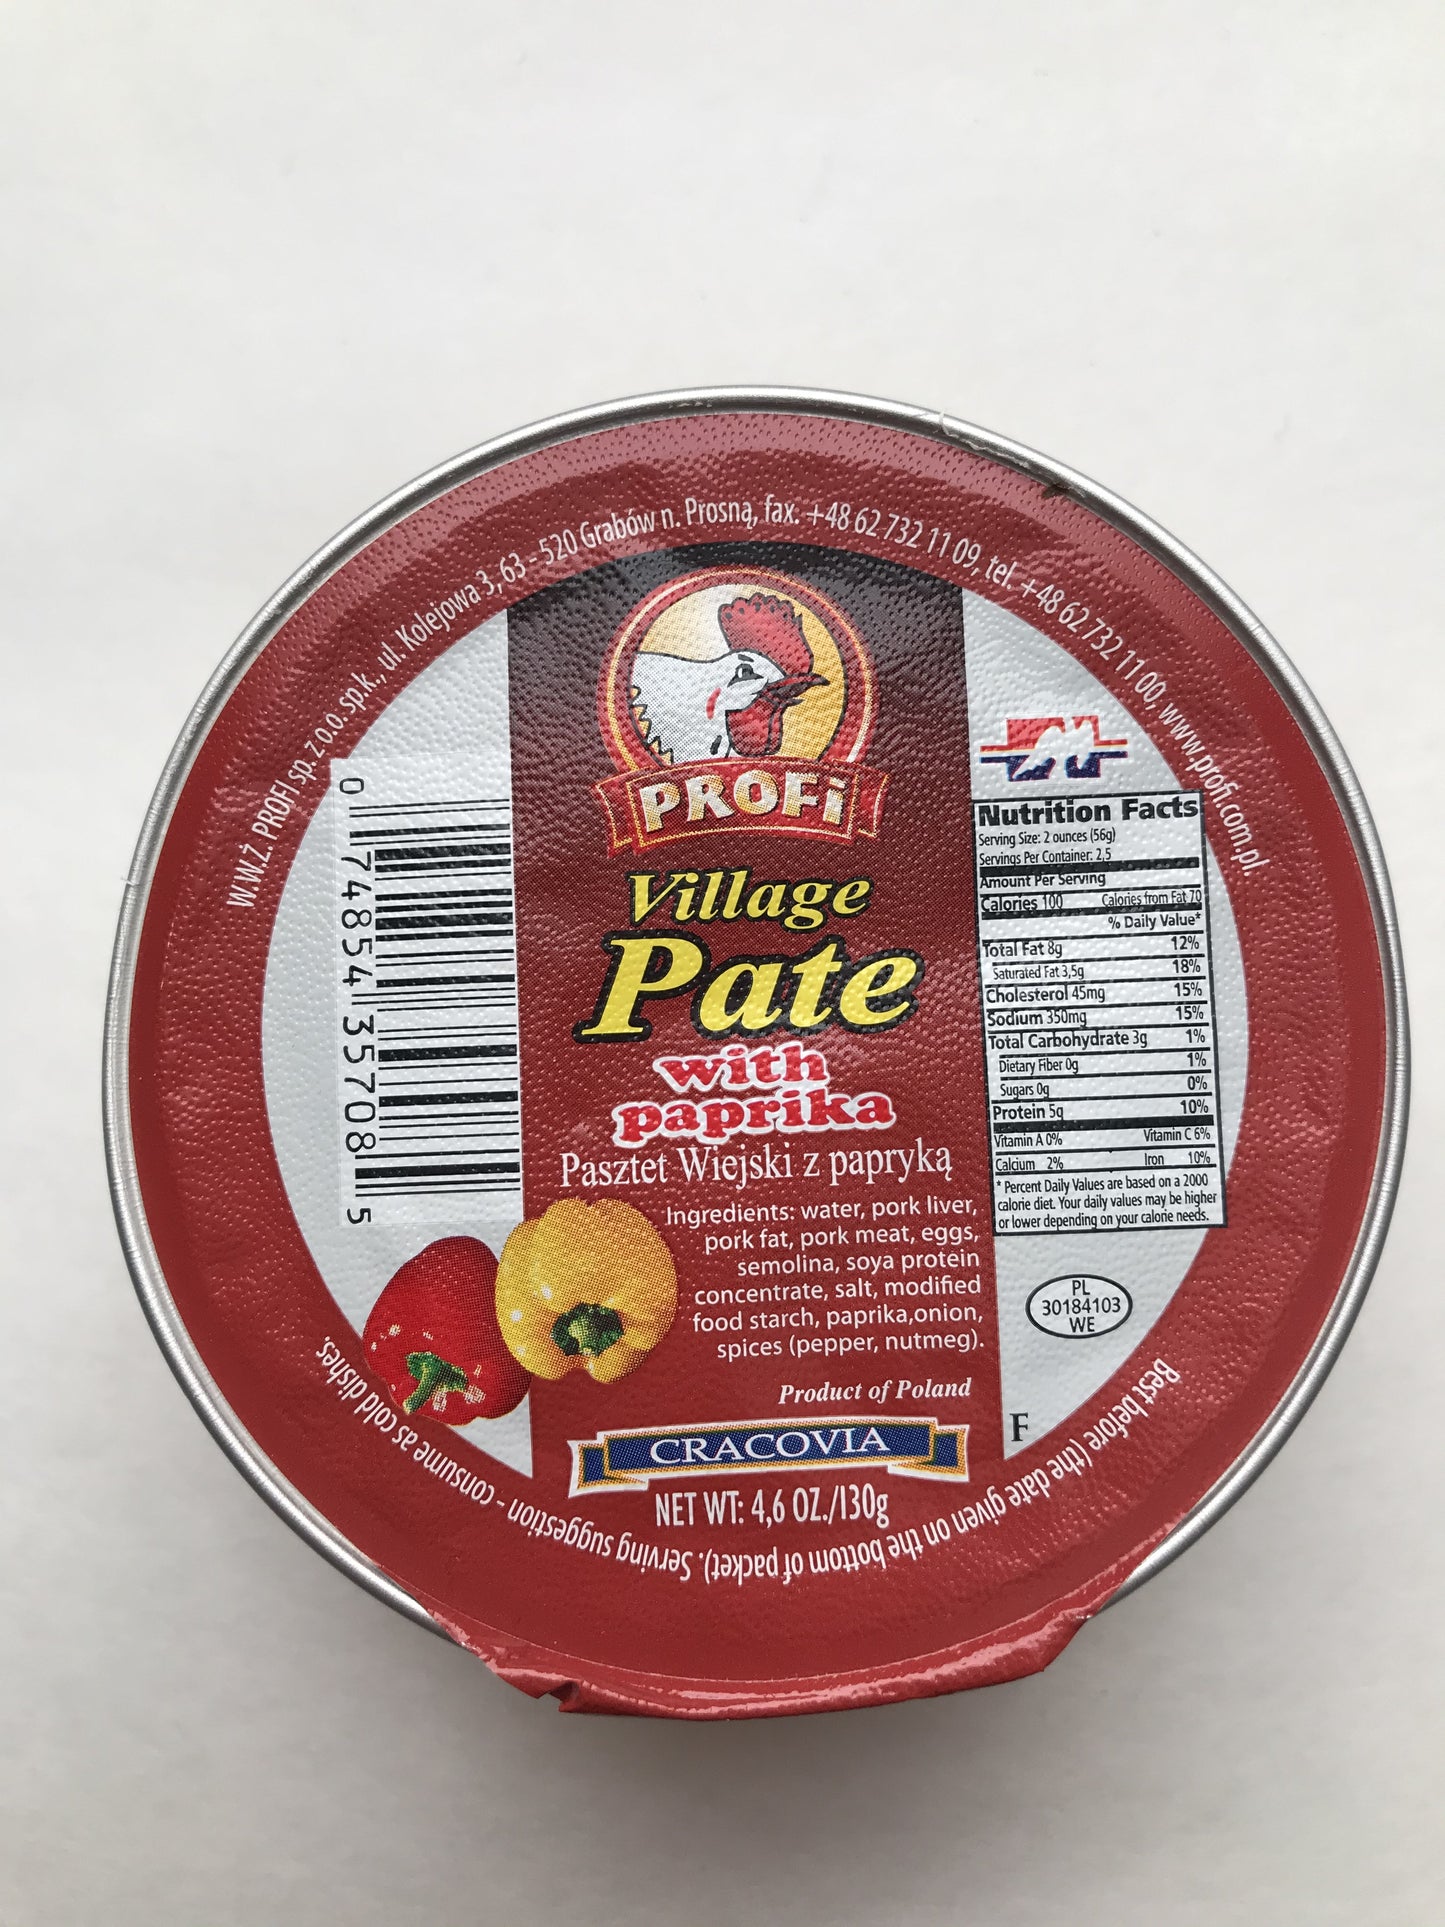 W.W.Ż. PROFI sp. z o.o. sp.k., ul. Kolejowa 3, 63 - 520 Grabów n. Prosną, fax. +48 62 732 11 09, tel. +48 62 732 11 00, www.profi.com.pl.
PROFi
Village
Pate
with
paprika
Pasztet Wiejski z papryką
Ingredients: water, pork liver,
pork fat, pork meat, eggs,
semolina, soya protein
concentrate, salt, modified
food starch, paprika,onion,
spices (pepper, nutmeg).
Product of Poland
CRACOVIA
NET WT: 4,6 OZ./130g
0 74854 35708 5
Nutrition Facts
Serving Size: 2 ounces (56g)
Servings Per Container: 2,5
Amount Per Serving
Calories 100 Calories from Fat 70
% Daily Value*
Total Fat 8g 12%
Saturated Fat 3,5g 18%
Cholesterol 45mg 15%
Sodium 350mg 15%
Total Carbohydrate 3g 1%
Dietary Fiber 0g 1%
Sugars 0g 0%
Protein 5g 10%
Vitamin A 0% Vitamin C 6%
Calcium 2% Iron 10%
* Percent Daily Values are based on a 2000
calorie diet. Your daily values may be higher
or lower depending on your calorie needs.
PL
30184103
WE
F
Best before (the date given on the bottom of packet). Serving suggestion - consume as cold dishes.